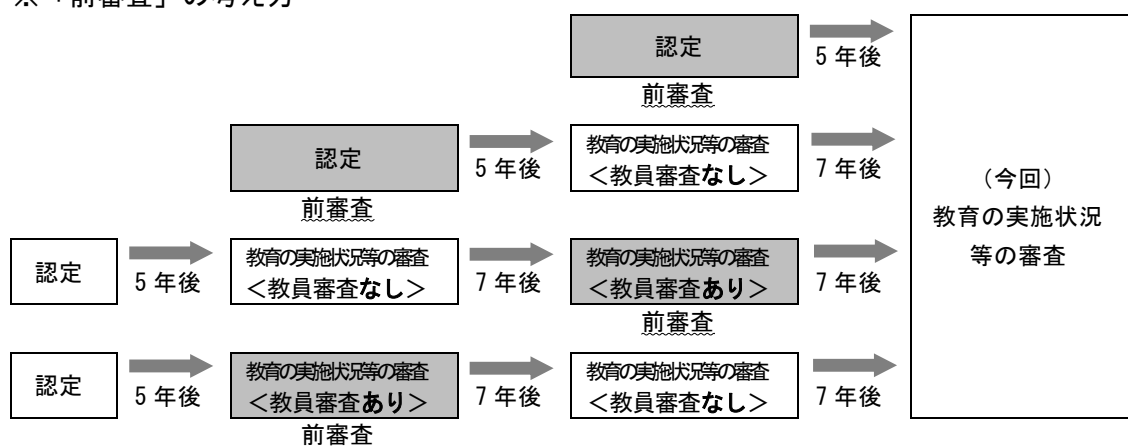 ※「前審査」の考え方
認定
5 年後
前審査
認定
5 年後
教育の実施状況等の審査
＜教員審査なし＞
7 年後
前審査
認定
5 年後
教育の実施状況等の審査
＜教員審査なし＞
7 年後
教育の実施状況等の審査
＜教員審査あり＞
7 年後
前審査
認定
5 年後
教育の実施状況等の審査
＜教員審査あり＞
7 年後
教育の実施状況等の審査
＜教員審査なし＞
7 年後
前審査
（今回）
教育の実施状況
等の審査